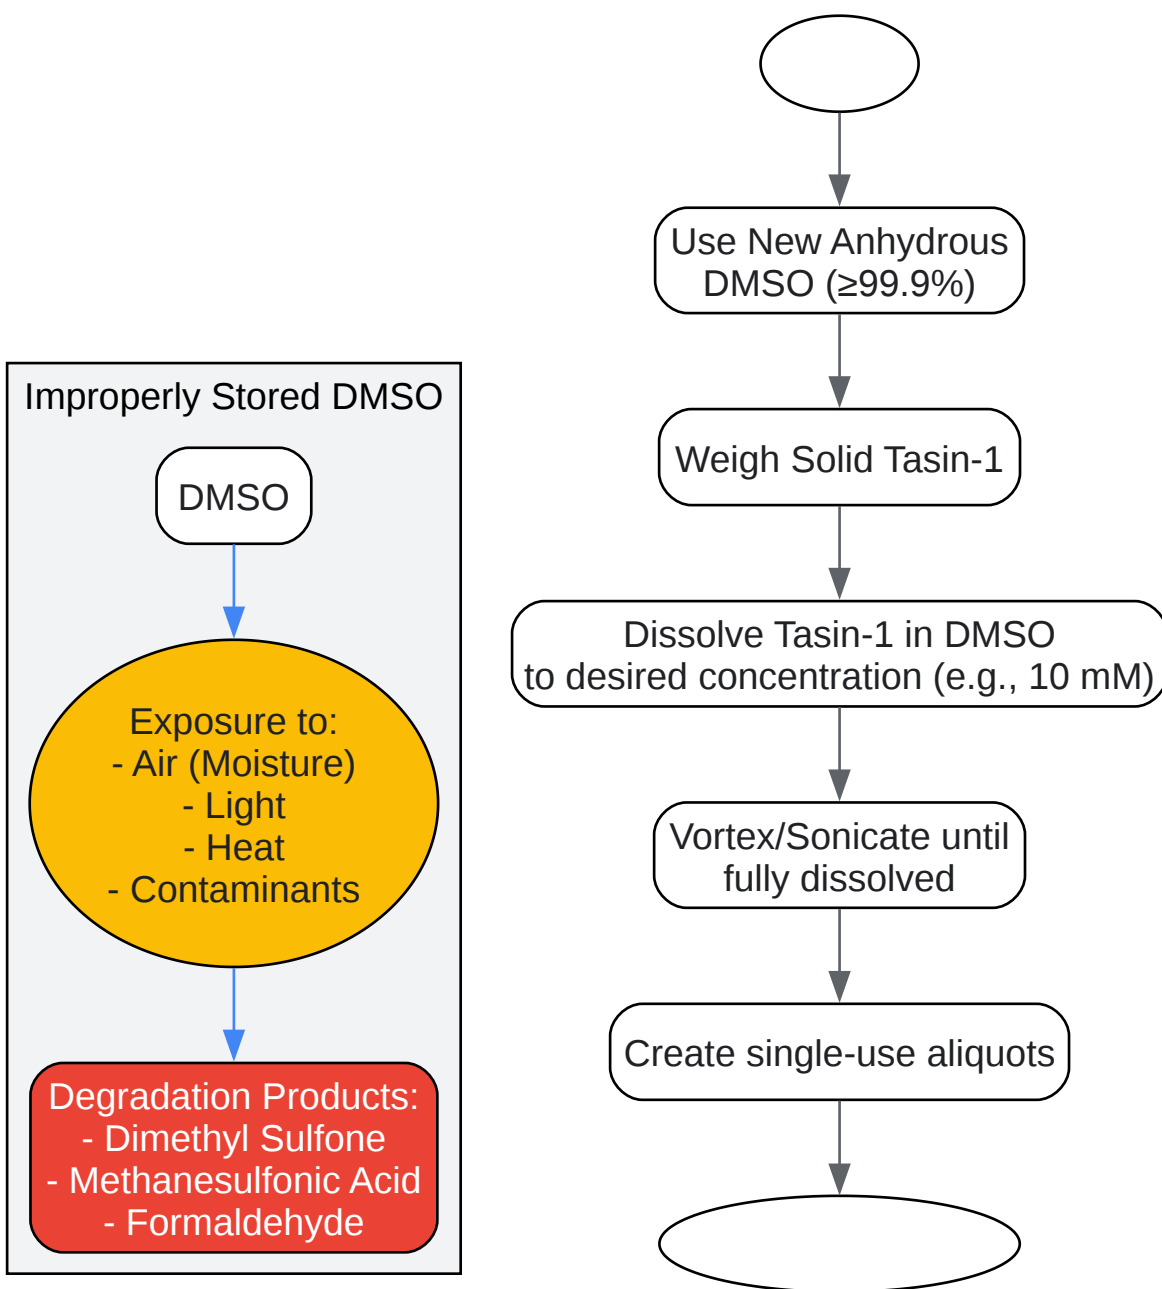 Improperly Stored DMSO
DMSO
Exposure to:
- Air (Moisture)
- Light
- Heat
- Contaminants
Degradation Products:
- Dimethyl Sulfone
- Methanesulfonic Acid
- Formaldehyde
Use New Anhydrous
DMSO (≥99.9%)
Weigh Solid Tasin-1
Dissolve Tasin-1 in DMSO
to desired concentration (e.g., 10 mM)
Vortex/Sonicate until
fully dissolved
Create single-use aliquots